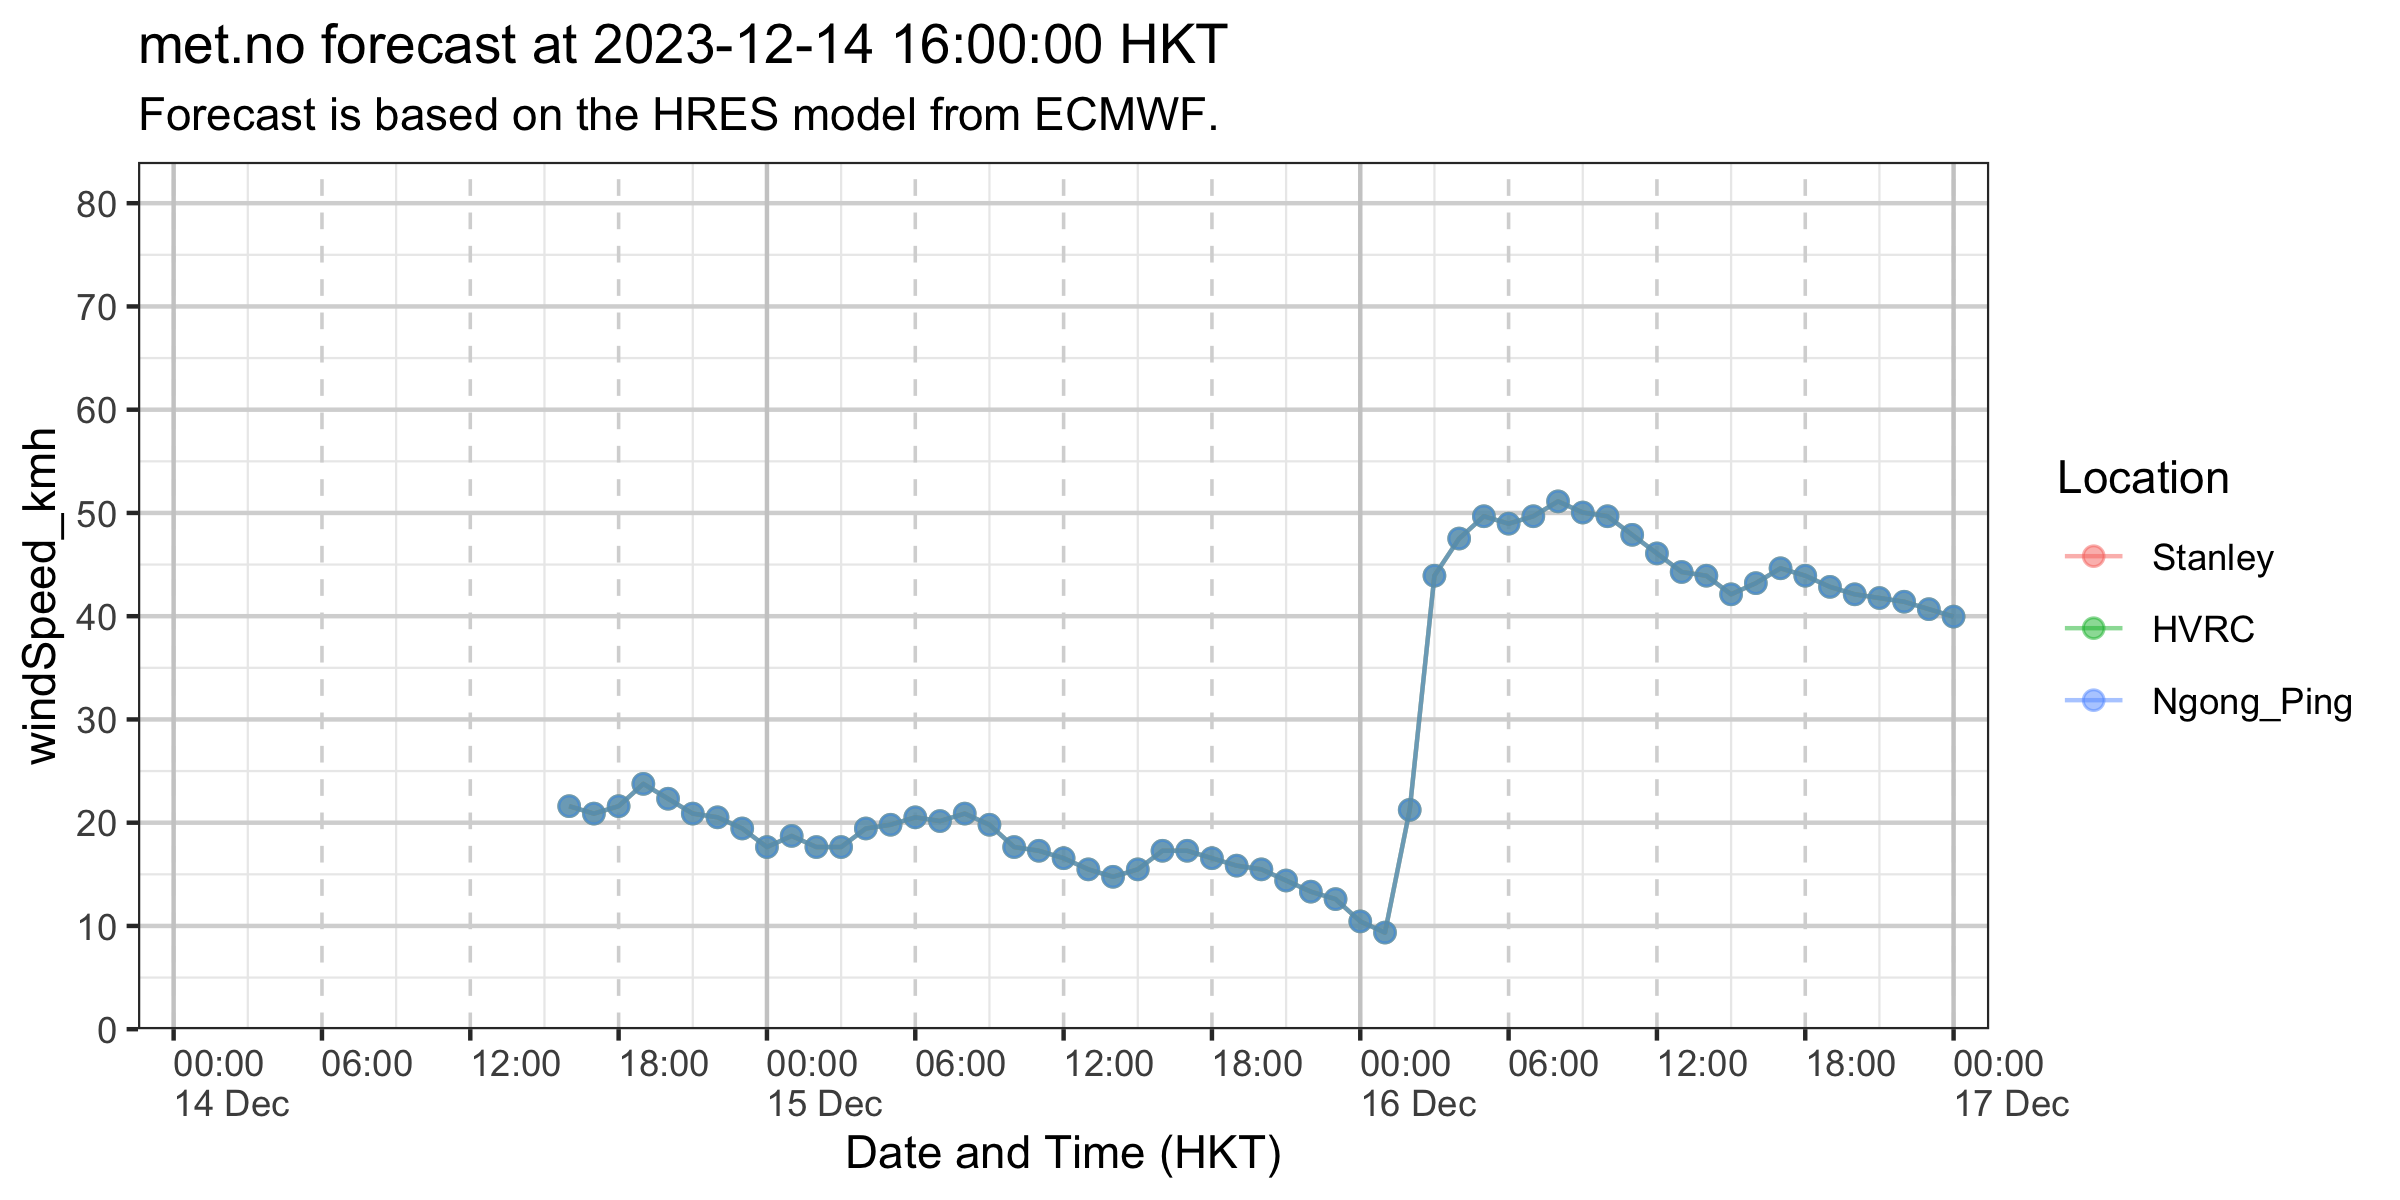 met.no forecast at 2023-12-14 16:00:00 HKT
Forecast is based on the HRES model from ECMWF.
windSpeed_kmh
80
70
60
50
40
30
20
10
0
00:00 06:00 12:00 18:00 00:00 06:00 12:00 18:00 00:00 06:00 12:00 18:00 00:00
14 Dec 15 Dec 16 Dec 17 Dec
Date and Time (HKT)
Location
Stanley
HVRC
Ngong_Ping